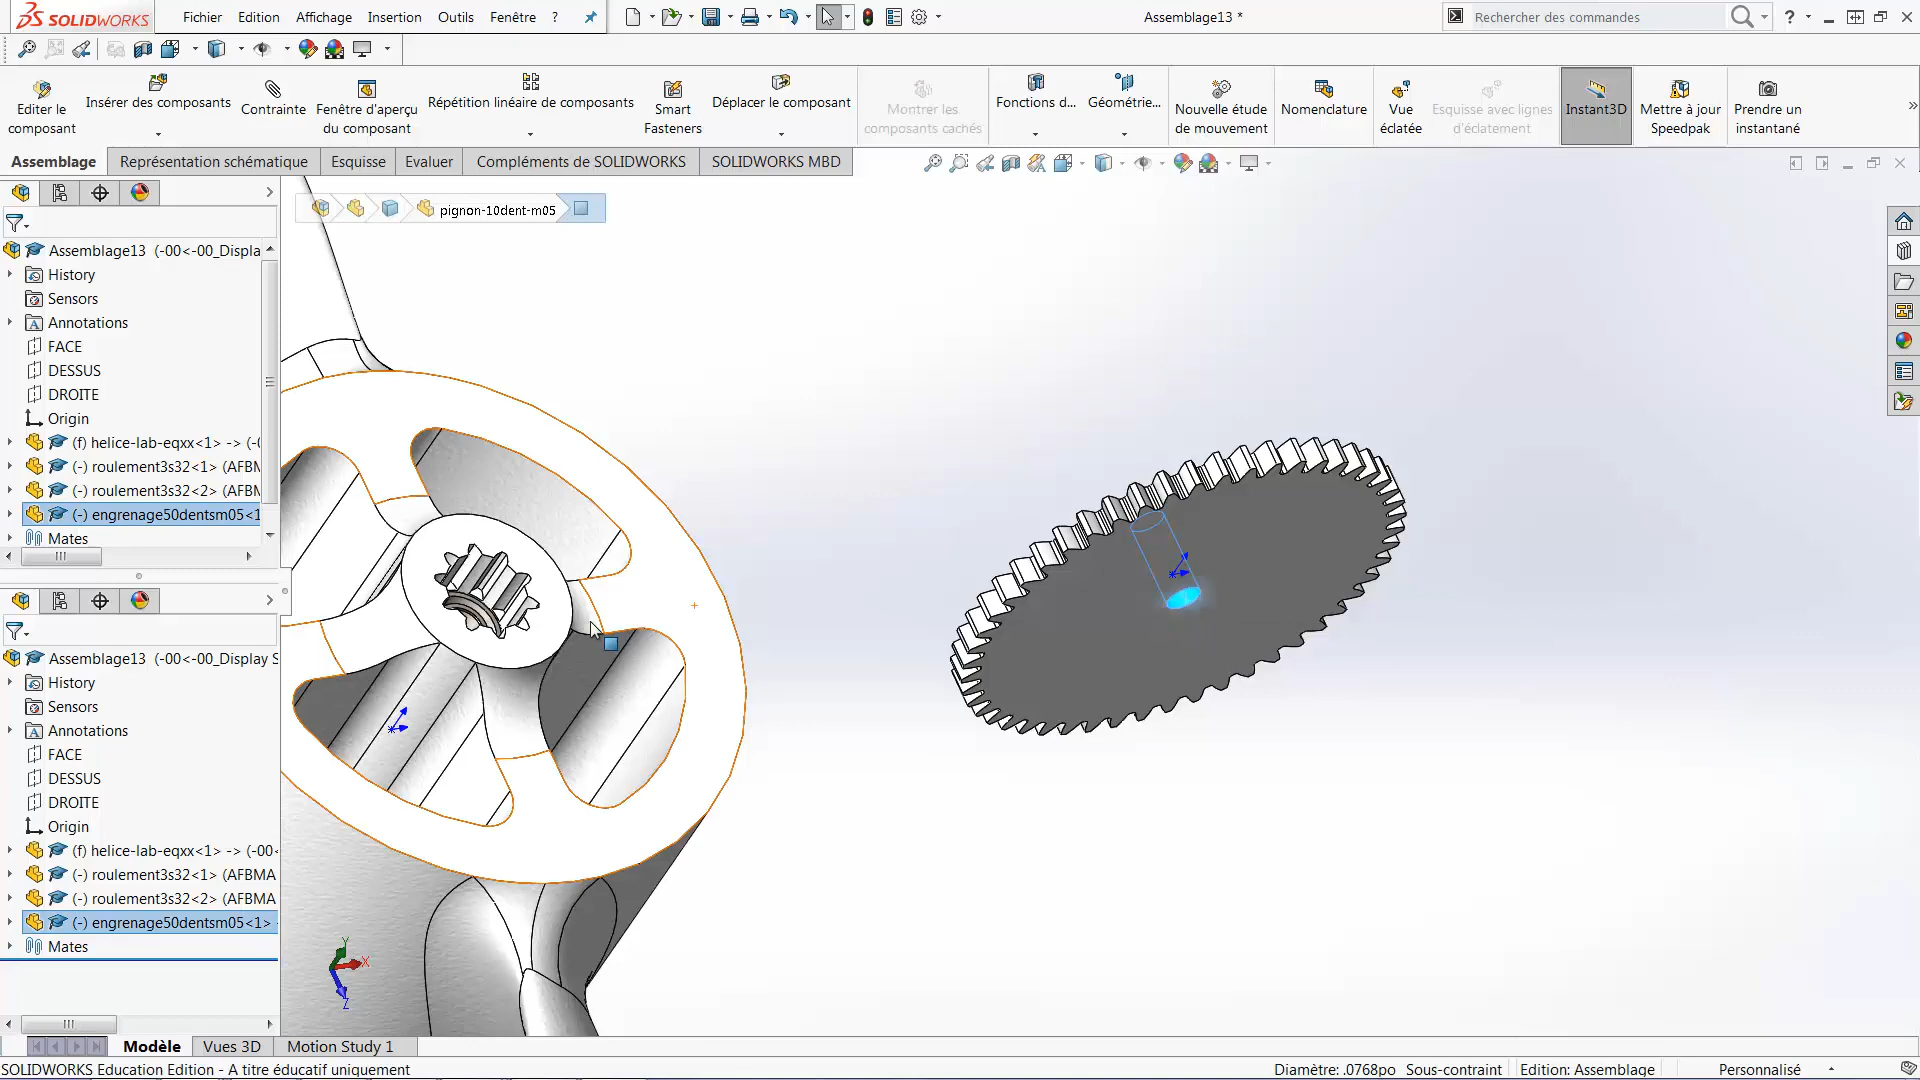 SOLIDWORKS
Fichier Edition Affichage Insertion Outils Fenêtre ?
Assemblage13 *
Rechercher des commandes
?
Editer le composant
Insérer des composants
Contrainte
Fenêtre d'aperçu du composant
Répétition linéaire de composants
Smart Fasteners
Déplacer le composant
Montrer les composants cachés
Fonctions d...
Géométrie...
Nouvelle étude de mouvement
Nomenclature
Vue éclatée
Esquisse avec lignes d'éclatement
Instant3D
Mettre à jour Speedpak
Prendre un instantané
Assemblage Représentation schématique Esquisse Evaluer Compléments de SOLIDWORKS SOLIDWORKS MBD
pignon-10dent-m05
Assemblage13 (-00<-00_Displa
History
Sensors
Annotations
FACE
DESSUS
DROITE
Origin
(f) helice-lab-eqxx<1> -> (-0
(-) roulement3s32<1> (AFBM
(-) roulement3s32<2> (AFBM
(-) engrenage50dentsm05<1
Mates
Assemblage13 (-00<-00_Display S
History
Sensors
Annotations
FACE
DESSUS
DROITE
Origin
(f) helice-lab-eqxx<1> -> (-00<
(-) roulement3s32<1> (AFBMA
(-) roulement3s32<2> (AFBMA
(-) engrenage50dentsm05<1>
Mates
Y
X
Z
Modèle Vues 3D Motion Study 1
SOLIDWORKS Education Edition - A titre éducatif uniquement
Diamètre: .0768po Sous-contraint Edition: Assemblage Personnalisé